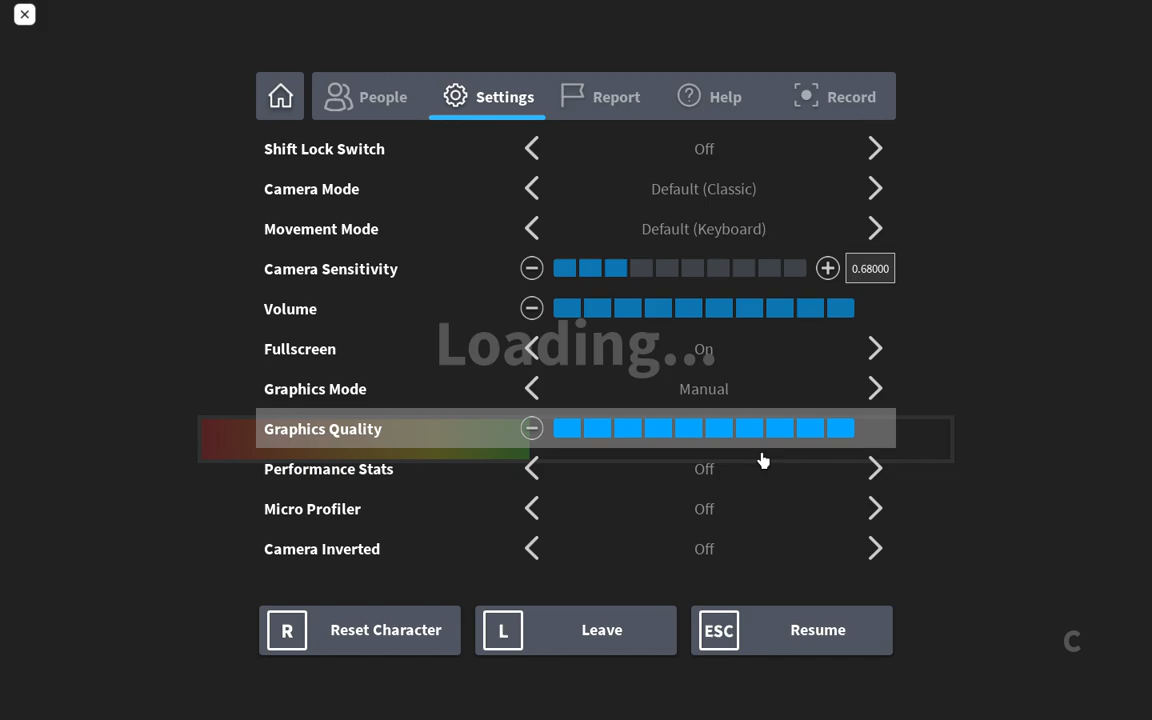 People Settings Report Help Record
Shift Lock Switch Off
Camera Mode Default (Classic)
Movement Mode Default (Keyboard)
Camera Sensitivity 0.68000
Volume
Loading...
Fullscreen On
Graphics Mode Manual
Graphics Quality
Performance Stats Off
Micro Profiler Off
Camera Inverted Off
R Reset Character L Leave ESC Resume
C